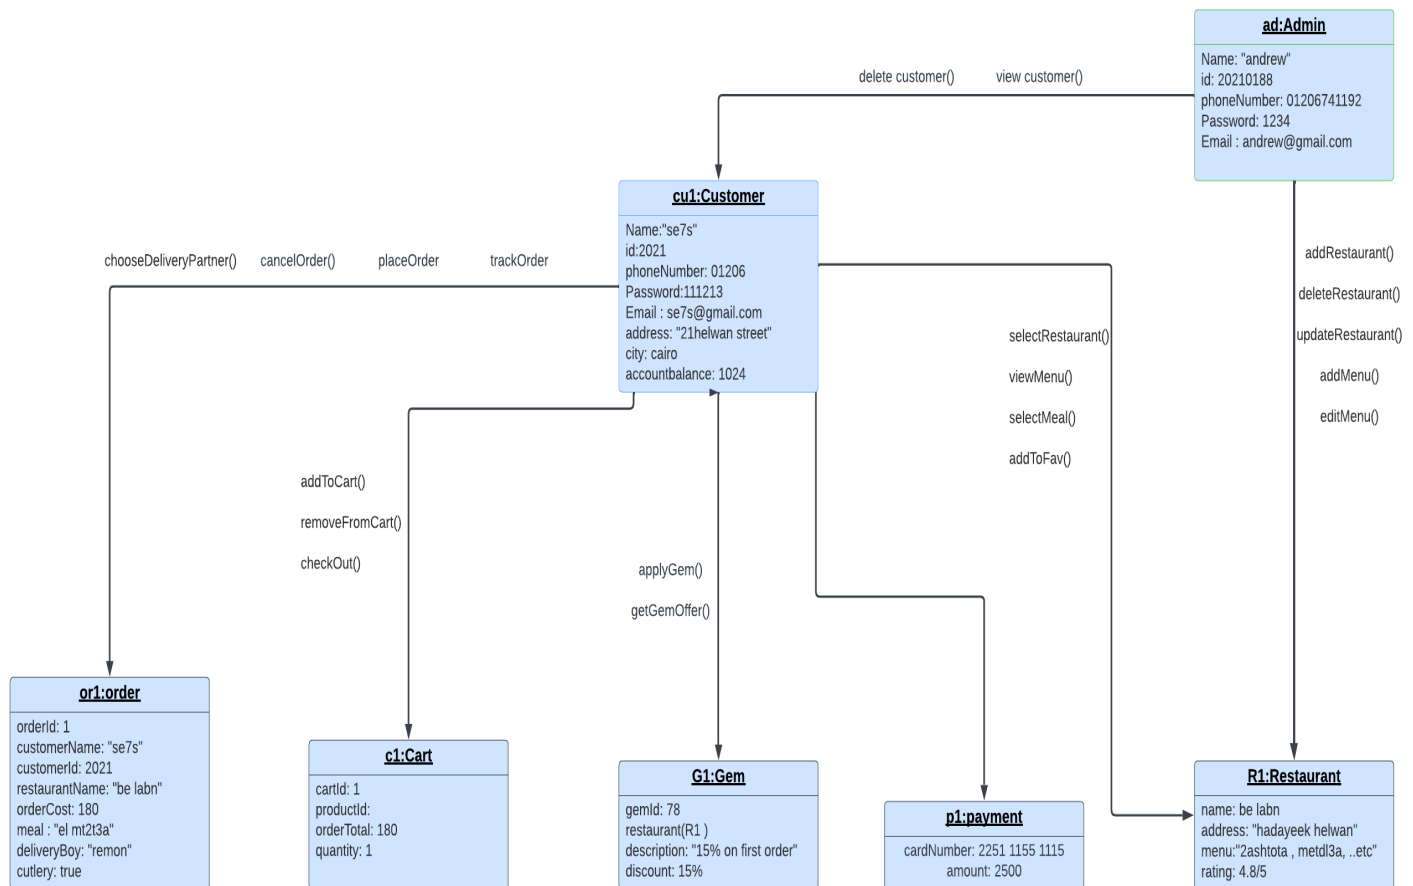 ad:Admin
Name: "andrew"
id: 20210188
phoneNumber: 01206741192
Password: 1234
Email : andrew@gmail.com
delete customer()
view customer()
cu1:Customer
Name:"se7s"
id:2021
phoneNumber: 01206
Password:111213
Email : se7s@gmail.com
address: "21helwan street"
city: cairo
accountbalance: 1024
chooseDeliveryPartner()
cancelOrder()
placeOrder
trackOrder
addRestaurant()
deleteRestaurant()
updateRestaurant()
addMenu()
editMenu()
selectRestaurant()
viewMenu()
selectMeal()
addToFav()
addToCart()
removeFromCart()
checkOut()
applyGem()
getGemOffer()
or1:order
orderId: 1
customerName: "se7s"
customerId: 2021
restaurantName: "be labn"
orderCost: 180
meal : "el mt2t3a"
deliveryBoy: "remon"
cutlery: true
c1:Cart
cartId: 1
productId:
orderTotal: 180
quantity: 1
G1:Gem
gemId: 78
restaurant(R1 )
description: "15% on first order"
discount: 15%
p1:payment
cardNumber: 2251 1155 1115
amount: 2500
R1:Restaurant
name: be labn
address: "hadayeek helwan"
menu:"2ashtota , metdl3a, ..etc"
rating: 4.8/5